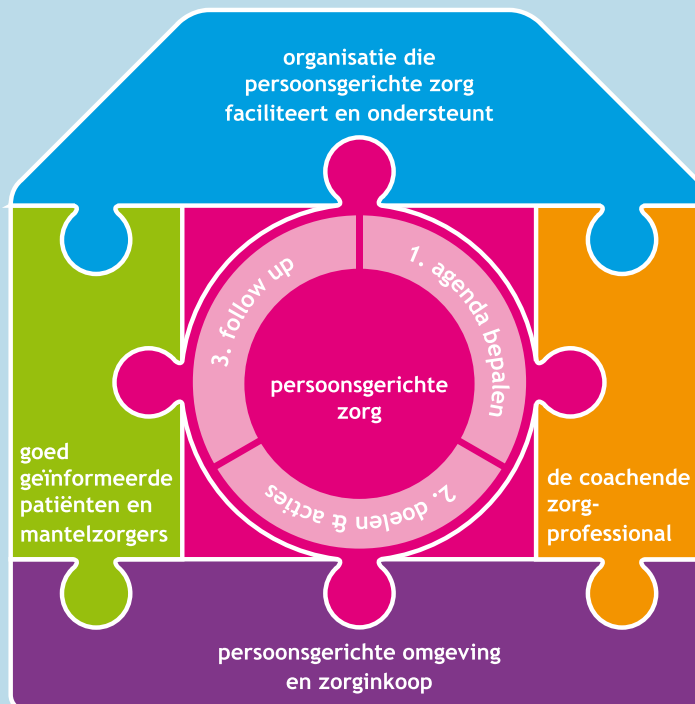 organisatie die
persoonsgerichte zorg
faciliteert en ondersteunt
1. agenda bepalen
2. doelen & acties
3. follow up
persoonsgerichte
zorg
goed
geïnformeerde
patiënten en
mantelzorgers
de coachende
zorg-
professional
persoonsgerichte omgeving
en zorginkoop